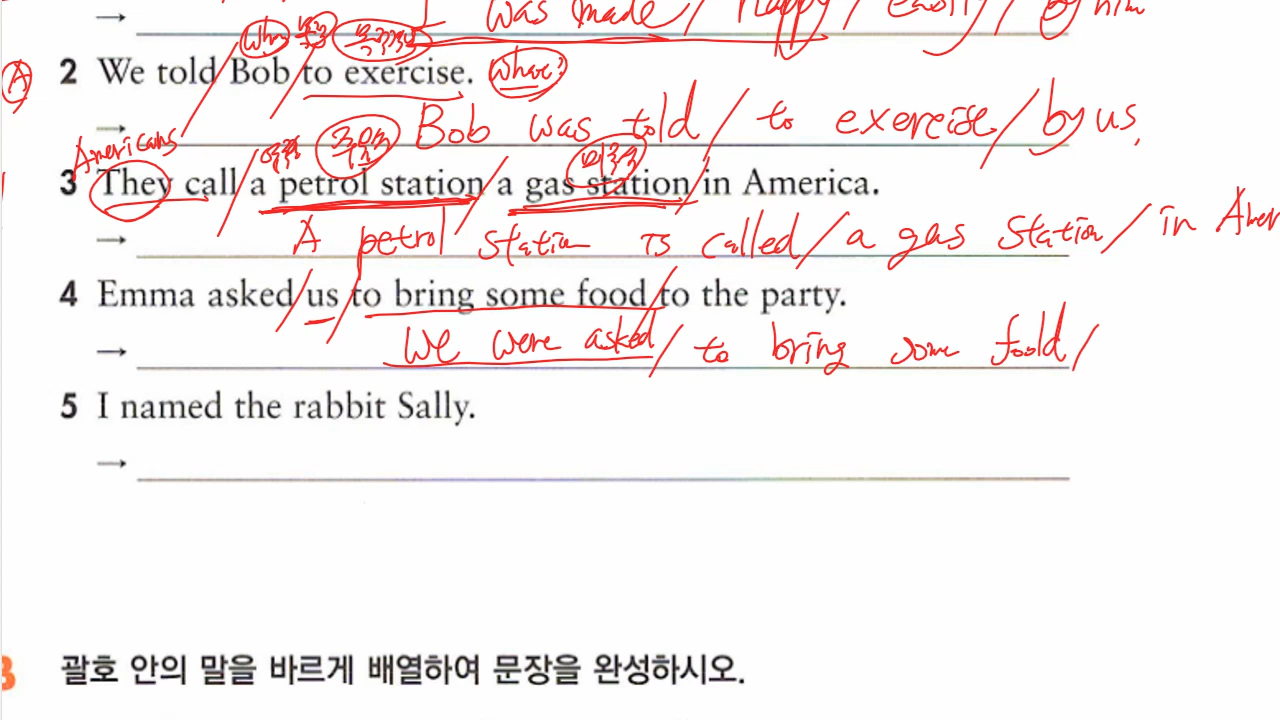 → was made / happy / easily / by him
2 We told Bob to exercise. What?
→ Bob was told / to exercise / by us.
Americans
3 They call a petrol station a gas station in America.
→ A petrol station is called / a gas station / in Amer
4 Emma asked us to bring some food to the party.
→ We were asked / to bring some foold /
5 I named the rabbit Sally.
→
괄호 안의 말을 바르게 배열하여 문장을 완성하시오.